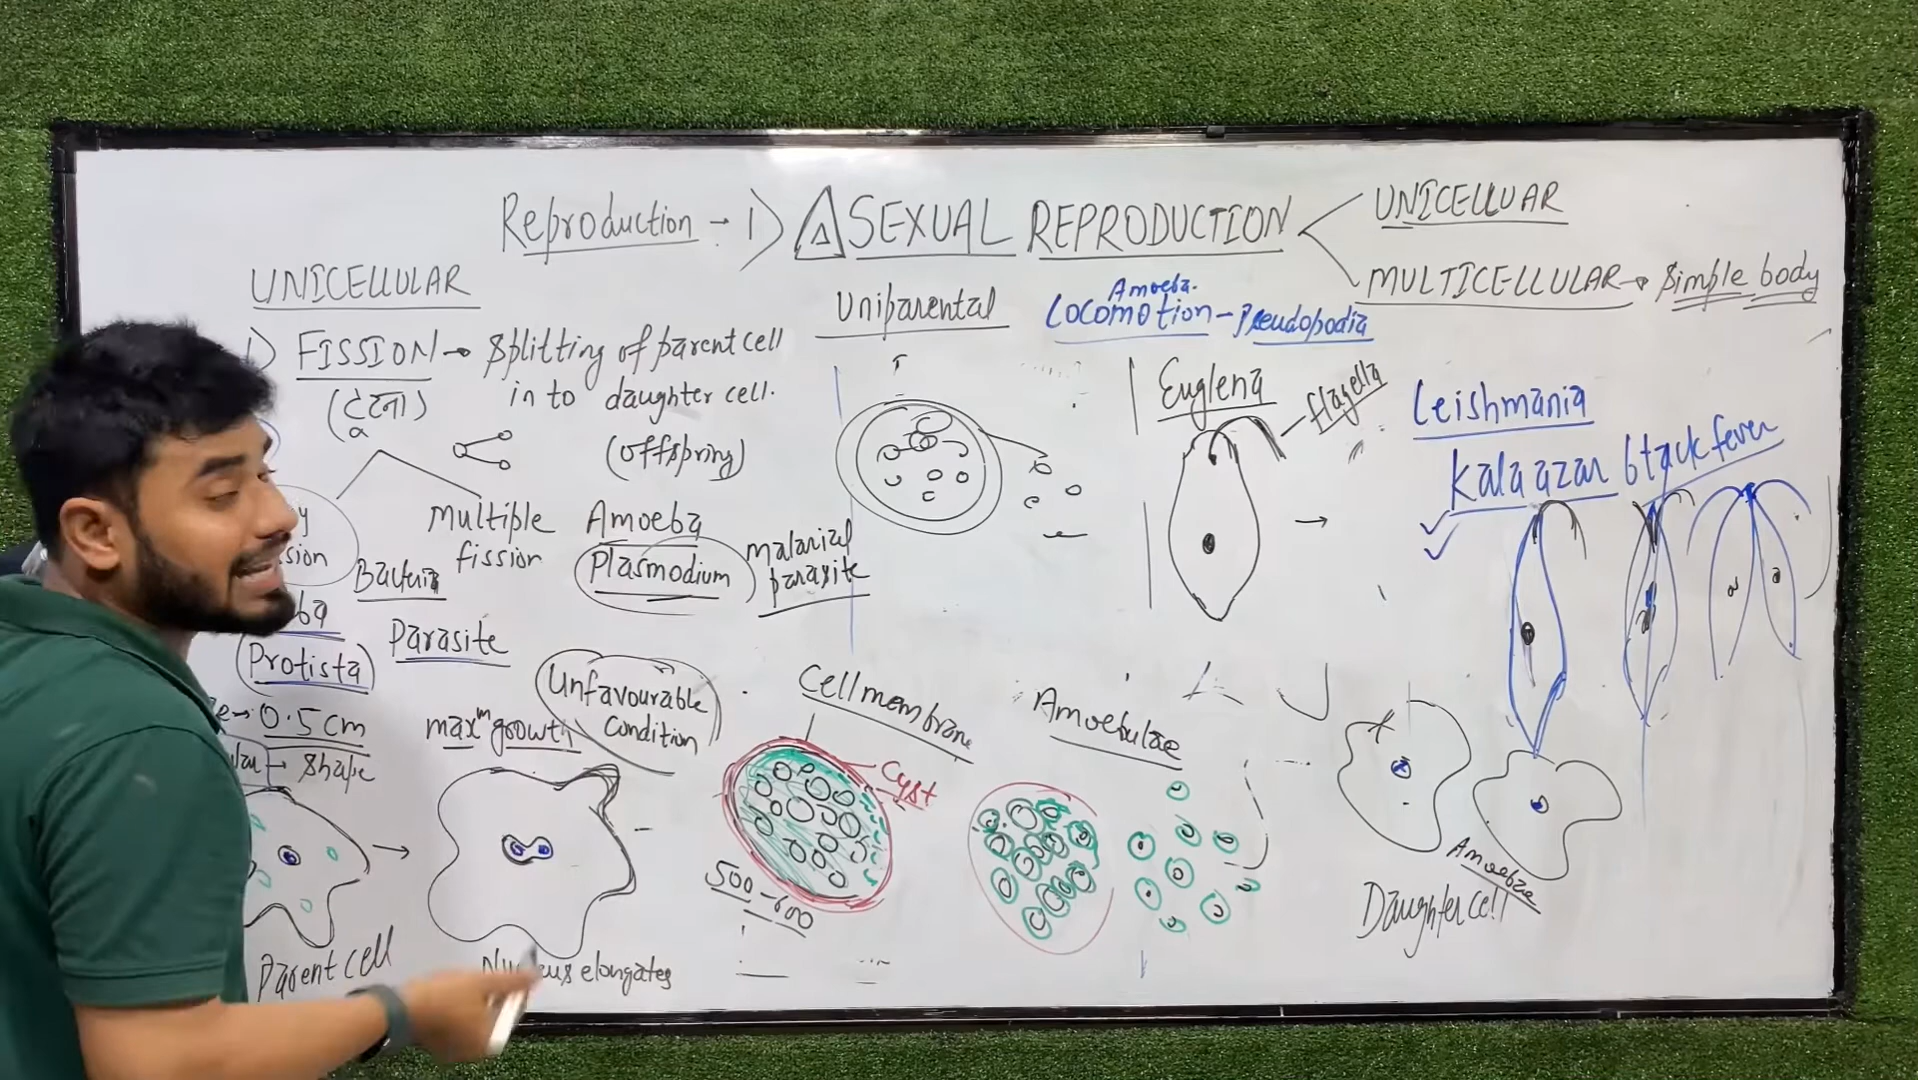 Reproduction - 1) ASEXUAL REPRODUCTION
UNICELLULAR
MULTICELLULAR → Simple body
UNICELLULAR
Uniparental
Amoeba.
Locomotion - Pseudopodia
1) FISSION → Splitting of parent cell
in to daughter cell.
(offspring)
Multiple
fission
Amoeba
Plasmodium
malarial
parasite
Bacteria
Parasite
Protista
0.5 cm
→ Shape
Parent cell
Unfavourable
condition
maxᵐ growth
Nucleus elongates
Cell membrane
Cyst
500-600
Amoebulae
Euglena
flagella
Leishmania
Kala azar black fever
Amoebae
Daughter cell